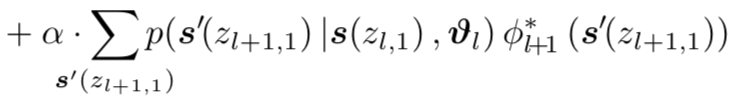 + α · ∑ p(s′(z_{l+1,1}) | s(z_{l,1}) , ϑ_l) ϕ*_{l+1} (s′(z_{l+1,1}))
s′(z_{l+1,1})